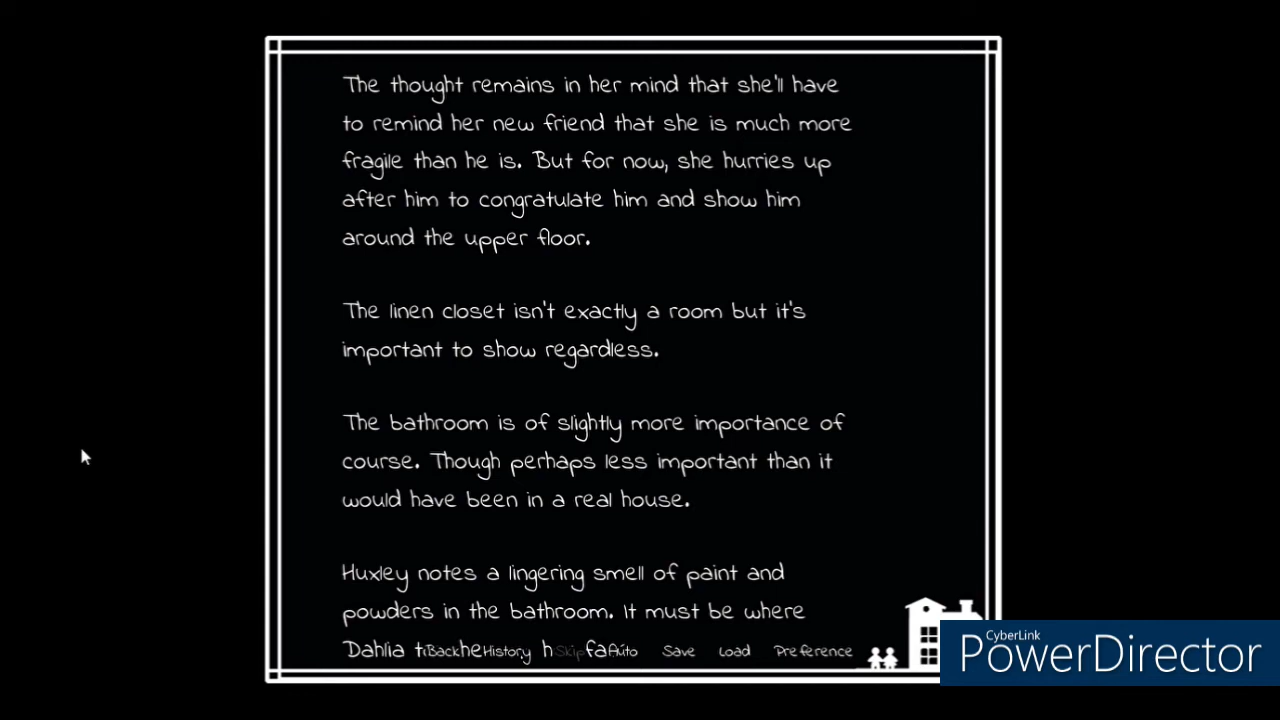 The thought remains in her mind that she'll have
to remind her new friend that she is much more
fragile than he is. But for now, she hurries up
after him to congratulate him and show him
around the upper floor.
The linen closet isn't exactly a room but it's
important to show regardless.
The bathroom is of slightly more importance of
course. Though perhaps less important than it
would have been in a real house.
Huxley notes a lingering smell of paint and
powders in the bathroom. It must be where
Dahlia
Back History Skip Auto Save Load Preference
CyberLink
PowerDirector